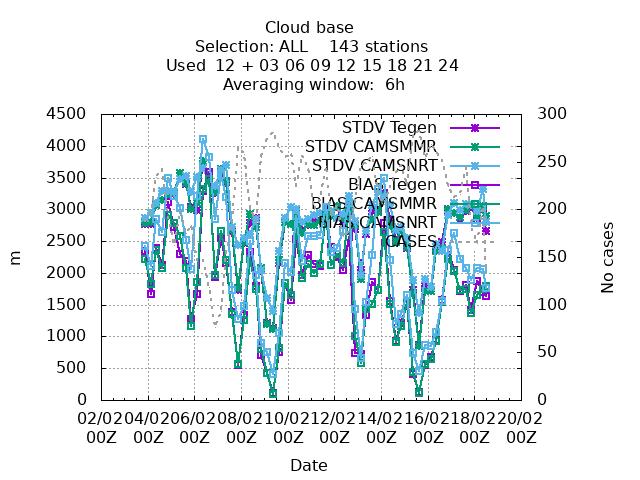 Cloud base
Selection: ALL    143 stations
Used  12 + 03 06 09 12 15 18 21 24
Averaging window:  6h
4500
4000
3500
3000
2500
2000
1500
1000
500
0
m
300
250
200
150
100
50
0
No cases
STDV Tegen
STDV CAMSMMR
STDV CAMSNRT
BIAS Tegen
BIAS CAMSMMR
BIAS CAMSNRT
CASES
02/02 04/02 06/02 08/02 10/02 12/02 14/02 16/02 18/02 20/02
00Z 00Z 00Z 00Z 00Z 00Z 00Z 00Z 00Z 00Z
Date